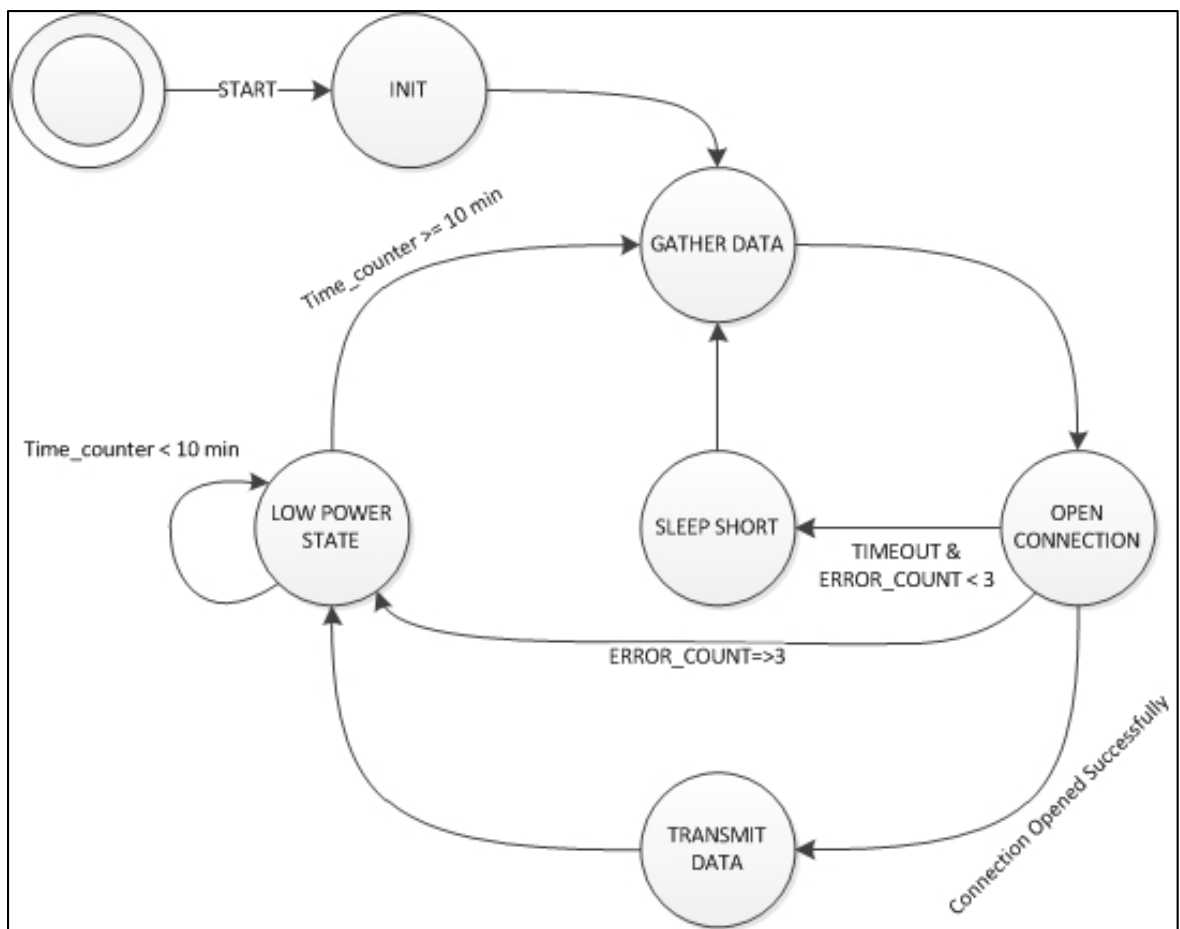 START
INIT
Time_counter >= 10 min
GATHER DATA
Time_counter < 10 min
LOW POWER
STATE
SLEEP SHORT
OPEN
CONNECTION
TIMEOUT &
ERROR_COUNT < 3
ERROR_COUNT=>3
Connection Opened Successfully
TRANSMIT
DATA